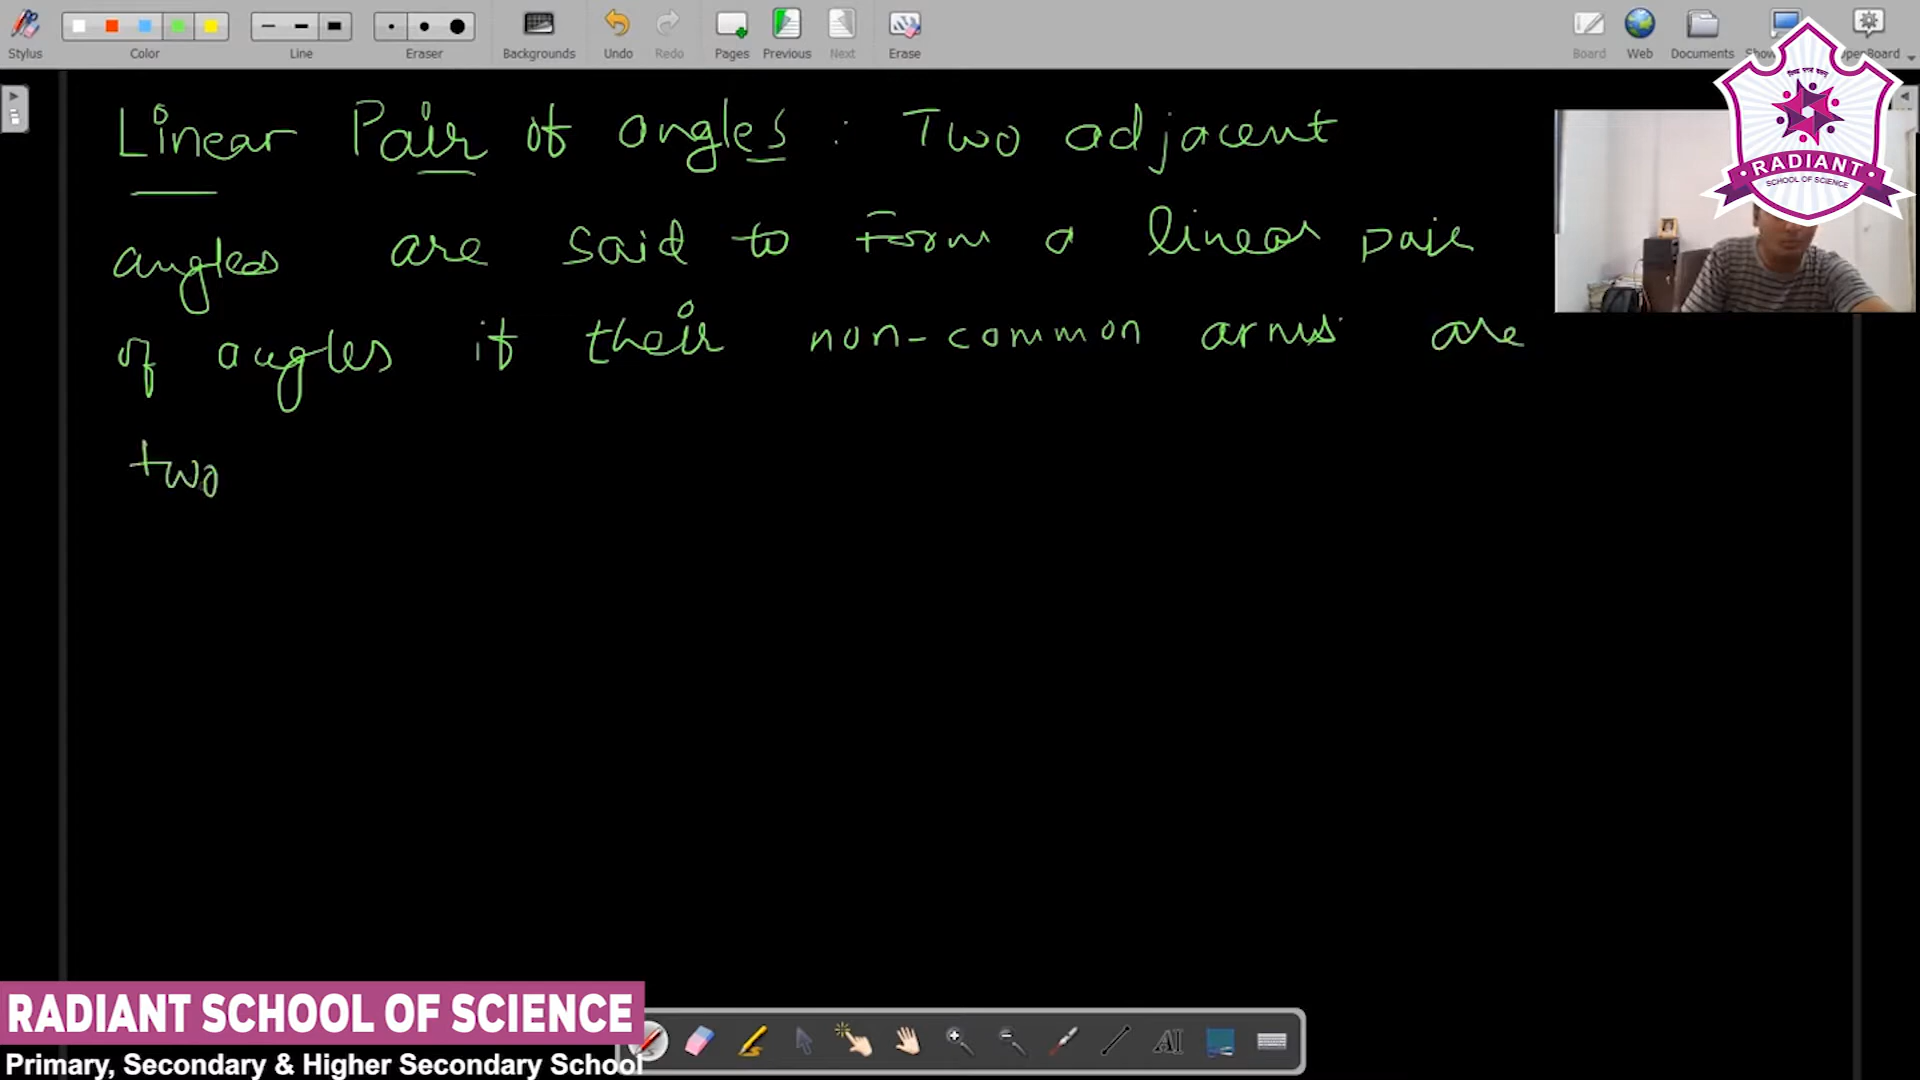 Stylus Color Line Eraser Backgrounds Undo Redo Pages Previous Next Erase Board Web Documents
Linear Pair of angles : Two adjacent
angles are said to form a linear pair
of angles if their non-common arms are
two
RADIANT
SCHOOL OF SCIENCE
RADIANT SCHOOL OF SCIENCE
Primary, Secondary & Higher Secondary School